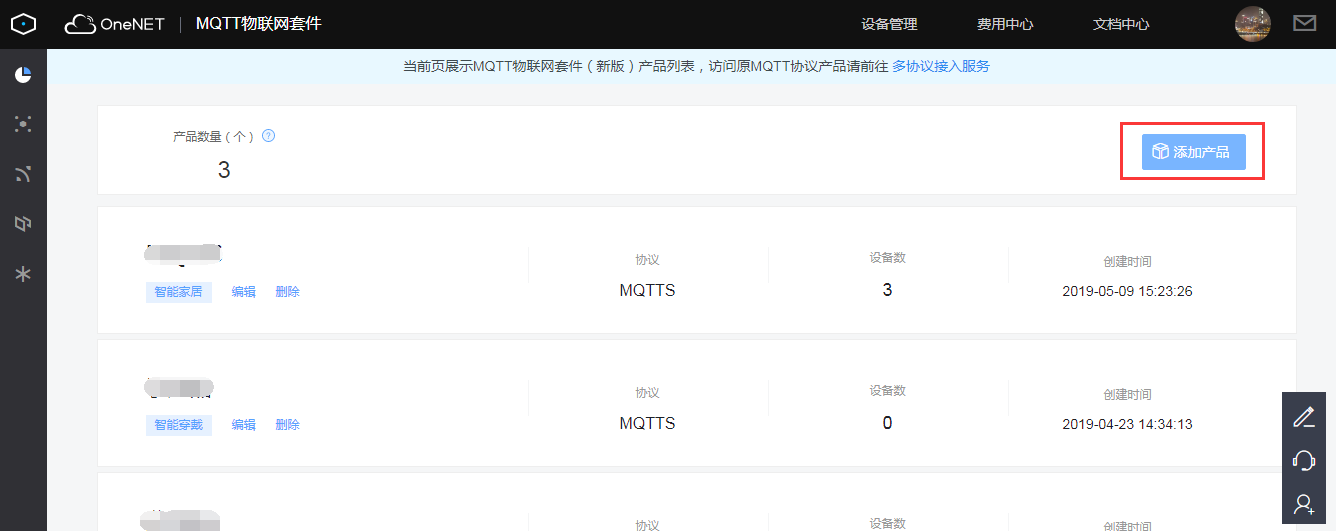 OneNET MQTT物联网套件 设备管理 费用中心 文档中心
当前页展示MQTT物联网套件（新版）产品列表，访问原MQTT协议产品请前往 多协议接入服务
产品数量（个） ?
3
添加产品
协议 设备数 创建时间
智能家居 编辑 删除 MQTTS 3 2019-05-09 15:23:26
协议 设备数 创建时间
智能穿戴 编辑 删除 MQTTS 0 2019-04-23 14:34:13
协议 设备数 创建时间